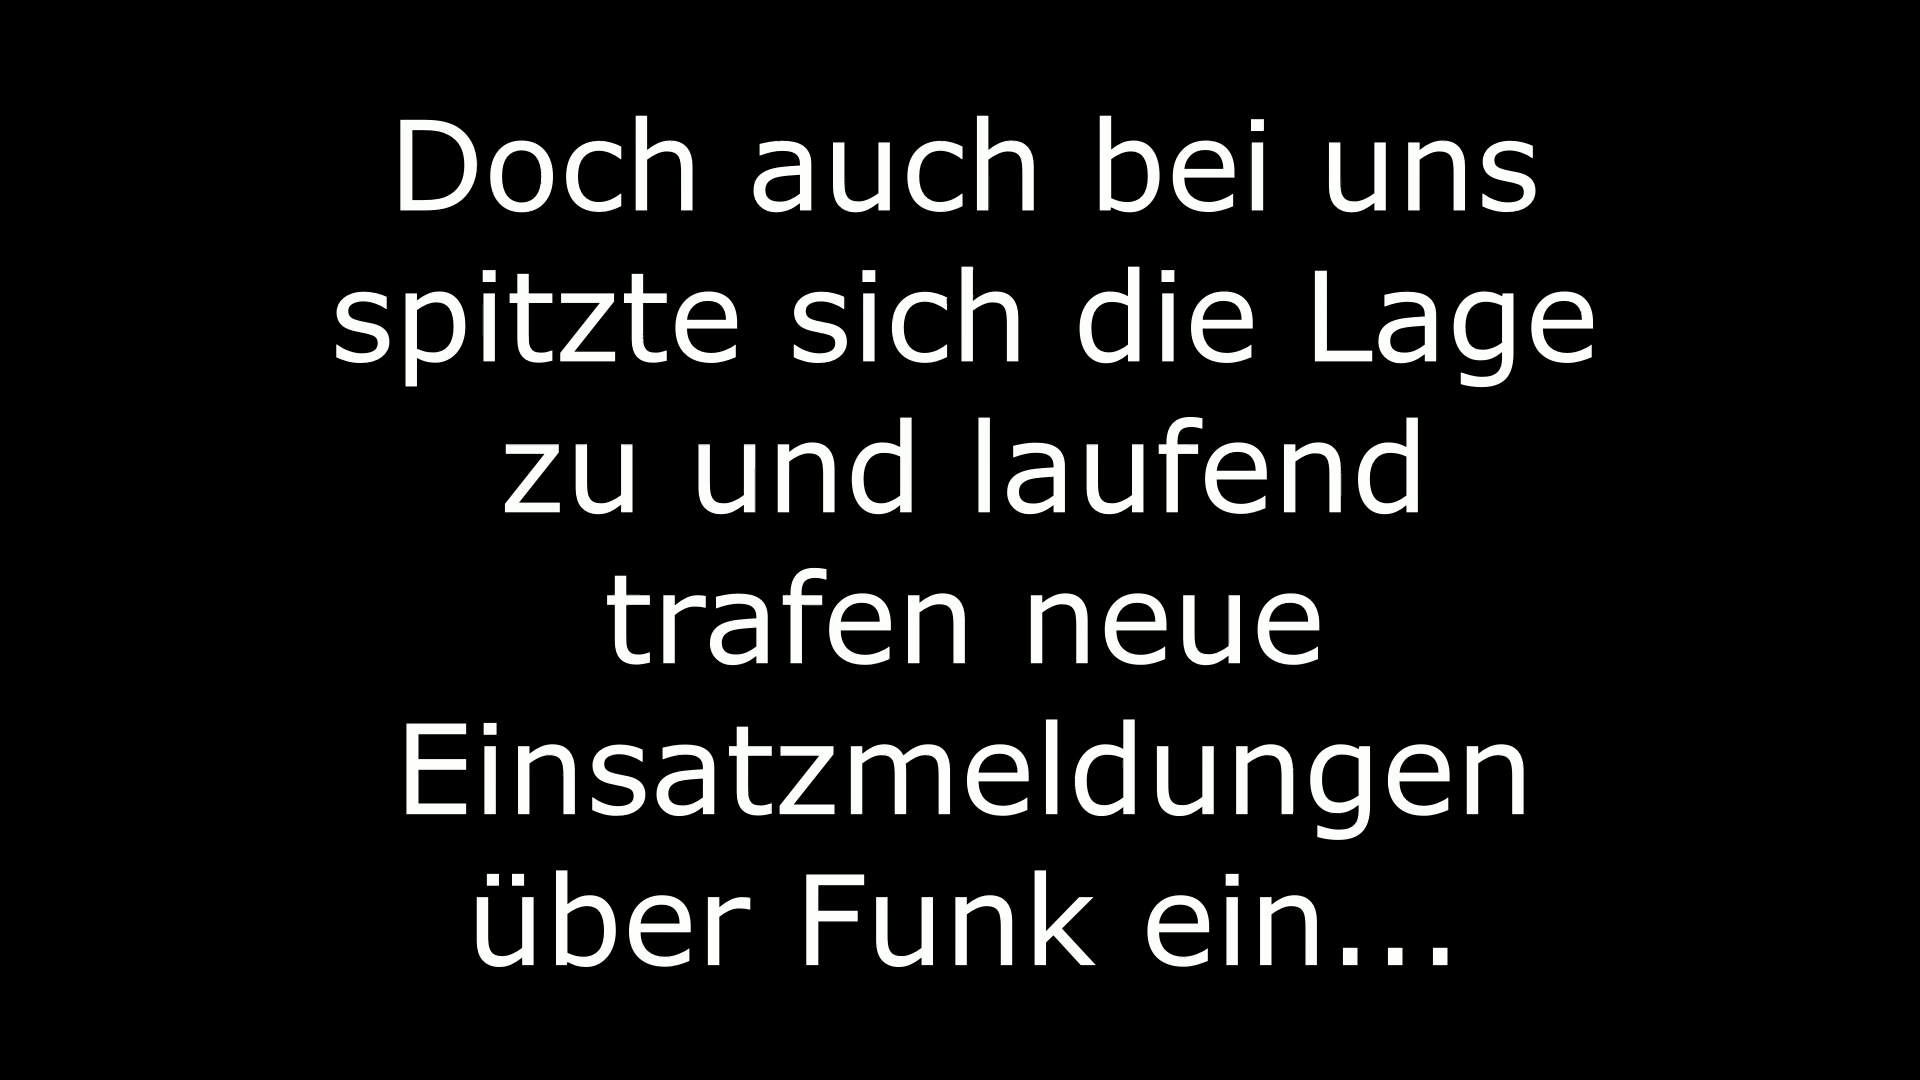 Doch auch bei uns
spitzte sich die Lage
zu und laufend
trafen neue
Einsatzmeldungen
über Funk ein...